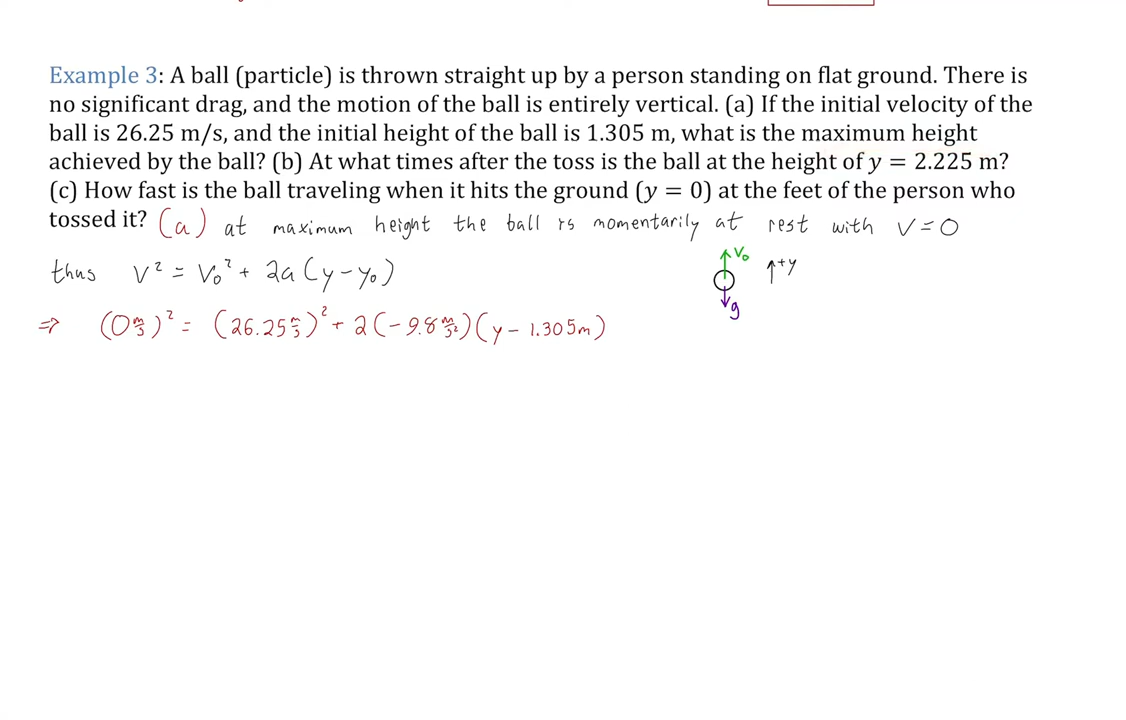 Example 3: A ball (particle) is thrown straight up by a person standing on flat ground. There is
no significant drag, and the motion of the ball is entirely vertical. (a) If the initial velocity of the
ball is 26.25 m/s, and the initial height of the ball is 1.305 m, what is the maximum height
achieved by the ball? (b) At what times after the toss is the ball at the height of y = 2.225 m?
(c) How fast is the ball traveling when it hits the ground (y = 0) at the feet of the person who
tossed it? (a) at maximum height the ball is momentarily at rest with v = 0
thus v² = v₀² + 2a(y - y₀)
v₀
↑+y
g
⇒ (0 m/s)² = (26.25 m/s)² + 2(-9.8 m/s²)(y - 1.305m)